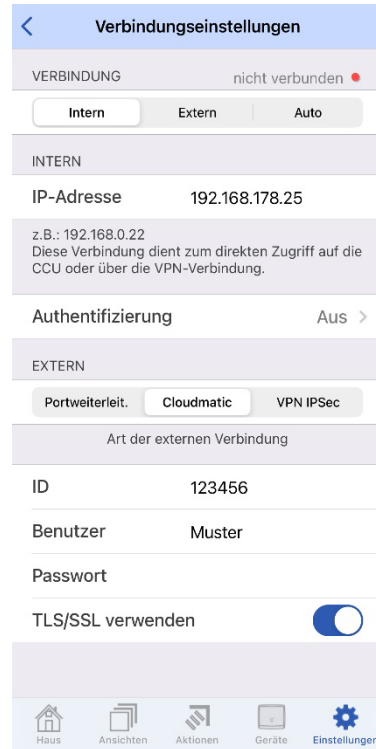 Verbindungseinstellungen
VERBINDUNG nicht verbunden
Intern Extern Auto
INTERN
IP-Adresse 192.168.178.25
z.B.: 192.168.0.22
Diese Verbindung dient zum direkten Zugriff auf die
CCU oder über die VPN-Verbindung.
Authentifizierung Aus
EXTERN
Portweiterleit. Cloudmatic VPN IPSec
Art der externen Verbindung
ID 123456
Benutzer Muster
Passwort
TLS/SSL verwenden
Haus Ansichten Aktionen Geräte Einstellungen